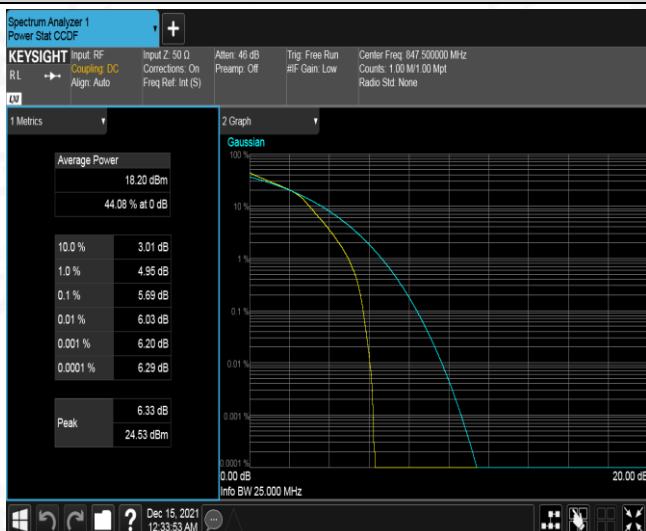 Spectrum Analyzer 1
Power Stat CCDF
+
KEYSIGHT
RL
LXI
Input: RF
Coupling: DC
Align: Auto
Input Z: 50 Ω
Corrections: On
Freq Ref: Int (S)
Atten: 46 dB
Preamp: Off
Trig: Free Run
#IF Gain: Low
Center Freq: 847.500000 MHz
Counts: 1.00 M/1.00 Mpt
Radio Std: None
1 Metrics
Average Power
18.20 dBm
44.08 % at 0 dB
10.0 % 3.01 dB
1.0 % 4.95 dB
0.1 % 5.69 dB
0.01 % 6.03 dB
0.001 % 6.20 dB
0.0001 % 6.29 dB
Peak
6.33 dB
24.53 dBm
2 Graph
Gaussian
100 %
10 %
1 %
0.1 %
0.01 %
0.001 %
0.0001 %
0.00 dB 20.00 dB
Info BW 25.000 MHz
?
Dec 15, 2021
12:33:53 AM